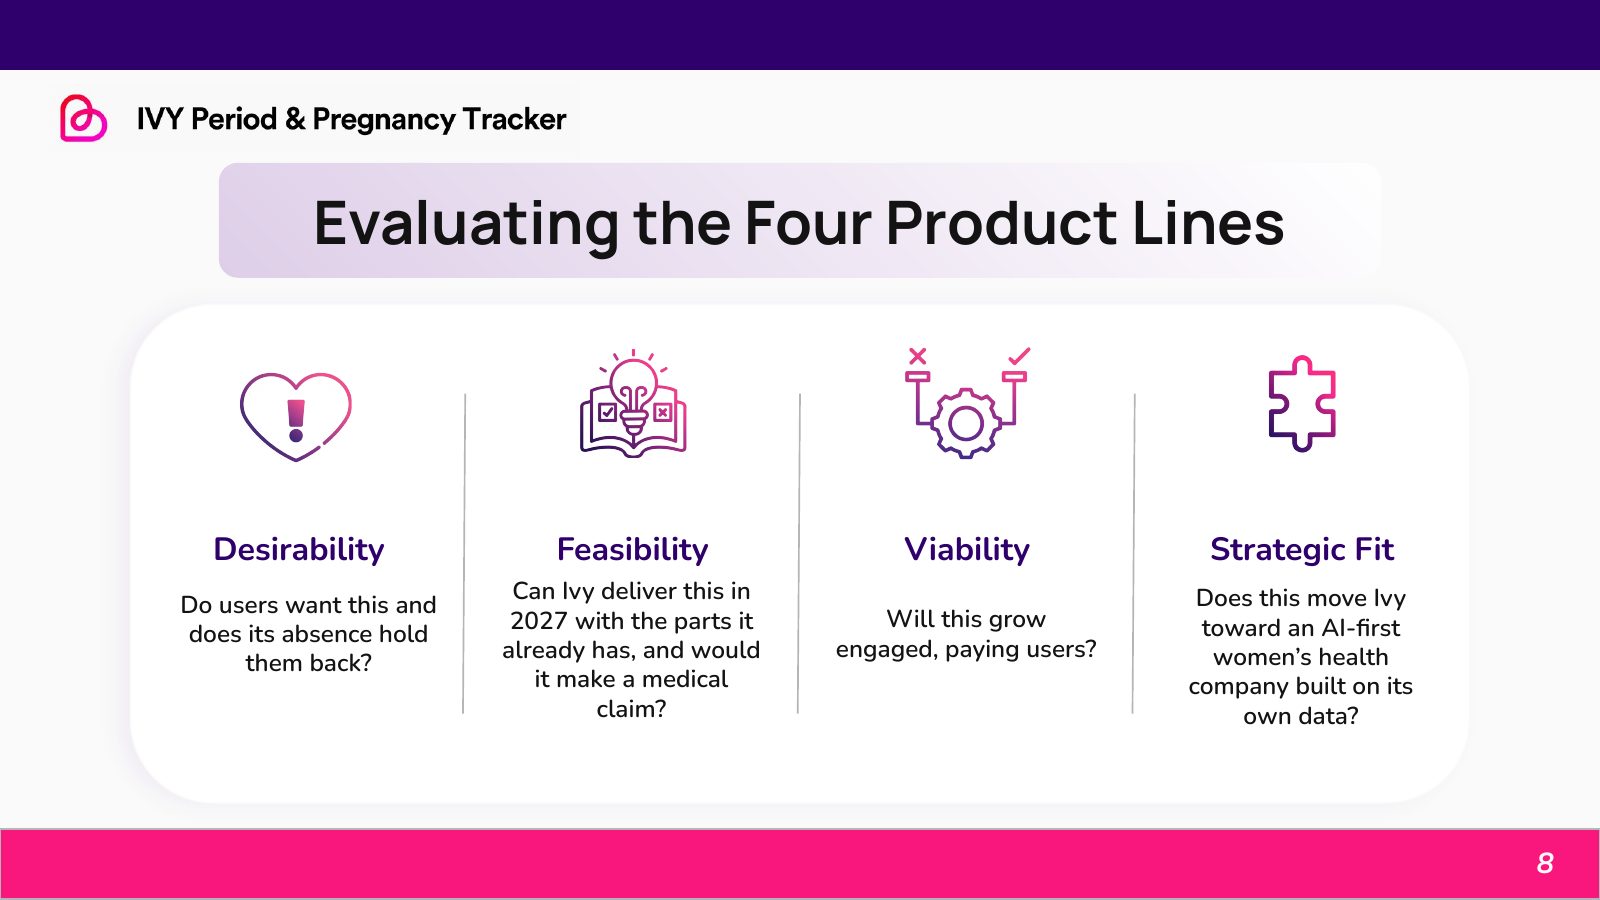 IVY Period & Pregnancy Tracker
Evaluating the Four Product Lines
Desirability
Do users want this and
does its absence hold
them back?
Feasibility
Can Ivy deliver this in
2027 with the parts it
already has, and would
it make a medical
claim?
Viability
Will this grow
engaged, paying users?
Strategic Fit
Does this move Ivy
toward an AI-first
women’s health
company built on its
own data?
8